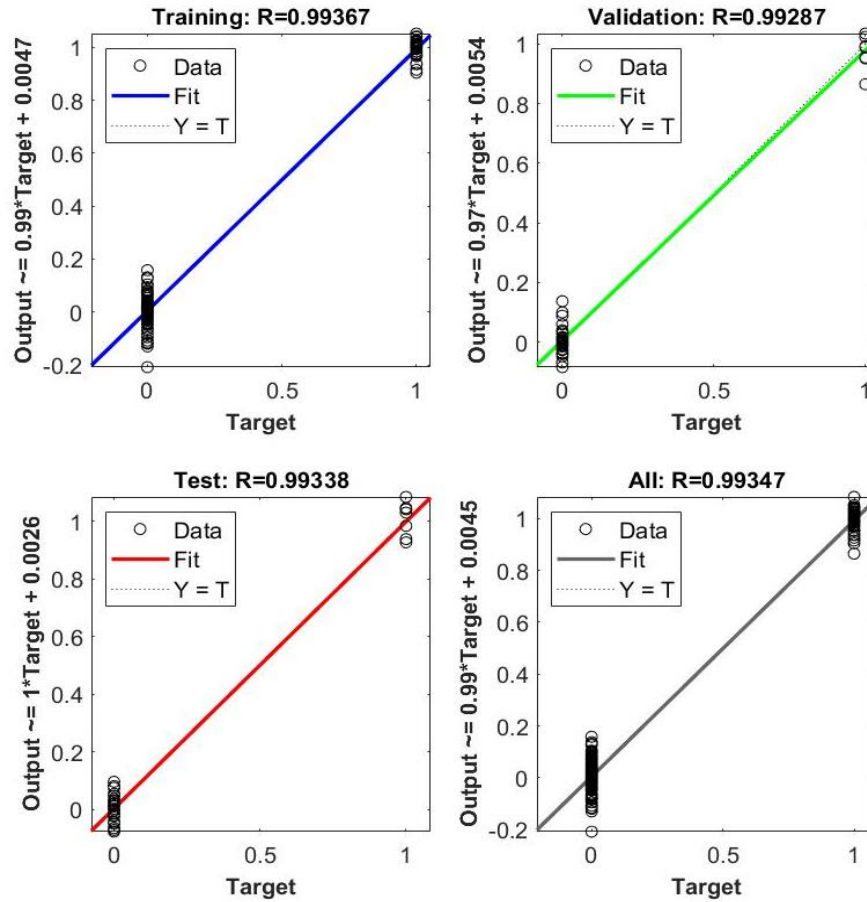 Training: R=0.99367
Output ~= 0.99*Target + 0.0047
1
0.8
0.6
0.4
0.2
0
-0.2
Data
Fit
Y = T
0
0.5
1
Target
Validation: R=0.99287
Output ~= 0.97*Target + 0.0054
1
0.8
0.6
0.4
0.2
0
Data
Fit
Y = T
0
0.5
1
Target
Test: R=0.99338
Output ~= 1*Target + 0.0026
1
0.8
0.6
0.4
0.2
0
Data
Fit
Y = T
0
0.5
1
Target
All: R=0.99347
Output ~= 0.99*Target + 0.0045
1
0.8
0.6
0.4
0.2
0
-0.2
Data
Fit
Y = T
0
0.5
1
Target